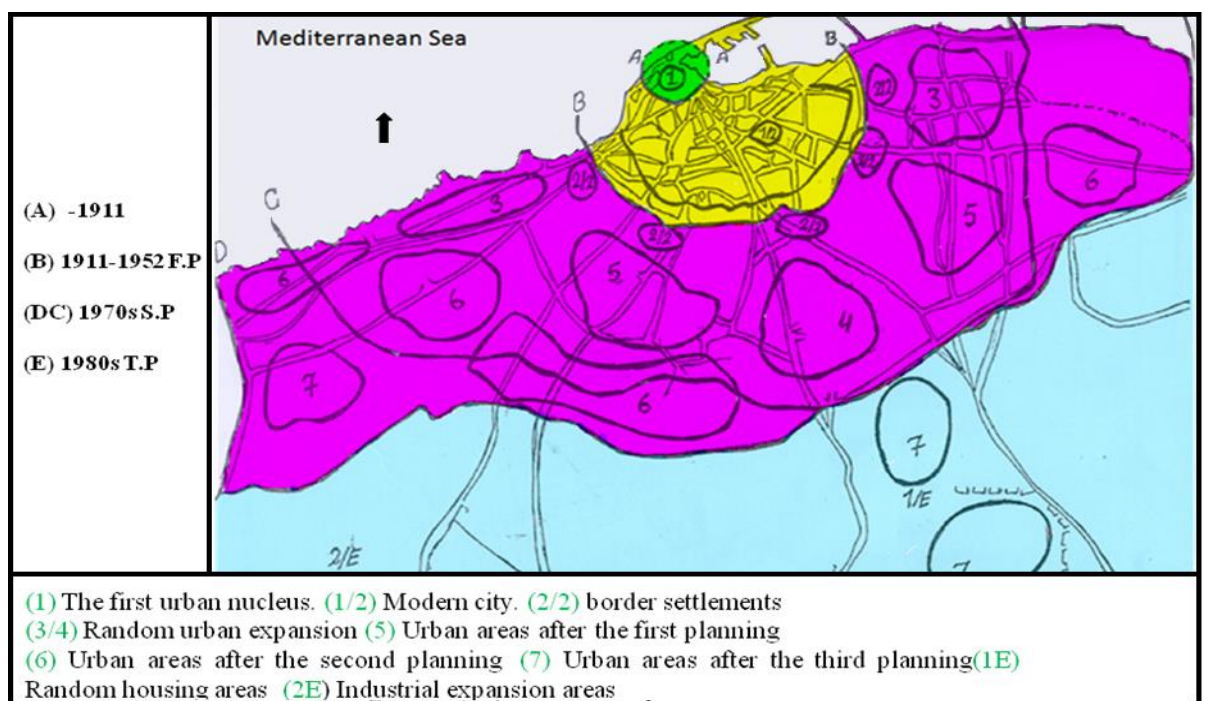 Mediterranean Sea
A
1
A
B
2/2
3
B
1/2
2/2
6
2/2
3
C
5
2/2
2/2
D
6
6
5
4
7
6
7
1/E
2/E
7
(A) -1911
(B) 1911-1952 F.P
(DC) 1970s S.P
(E) 1980s T.P
(1) The first urban nucleus. (1/2) Modern city. (2/2) border settlements
(3/4) Random urban expansion (5) Urban areas after the first planning
(6) Urban areas after the second planning (7) Urban areas after the third planning(1E)
Random housing areas (2E) Industrial expansion areas